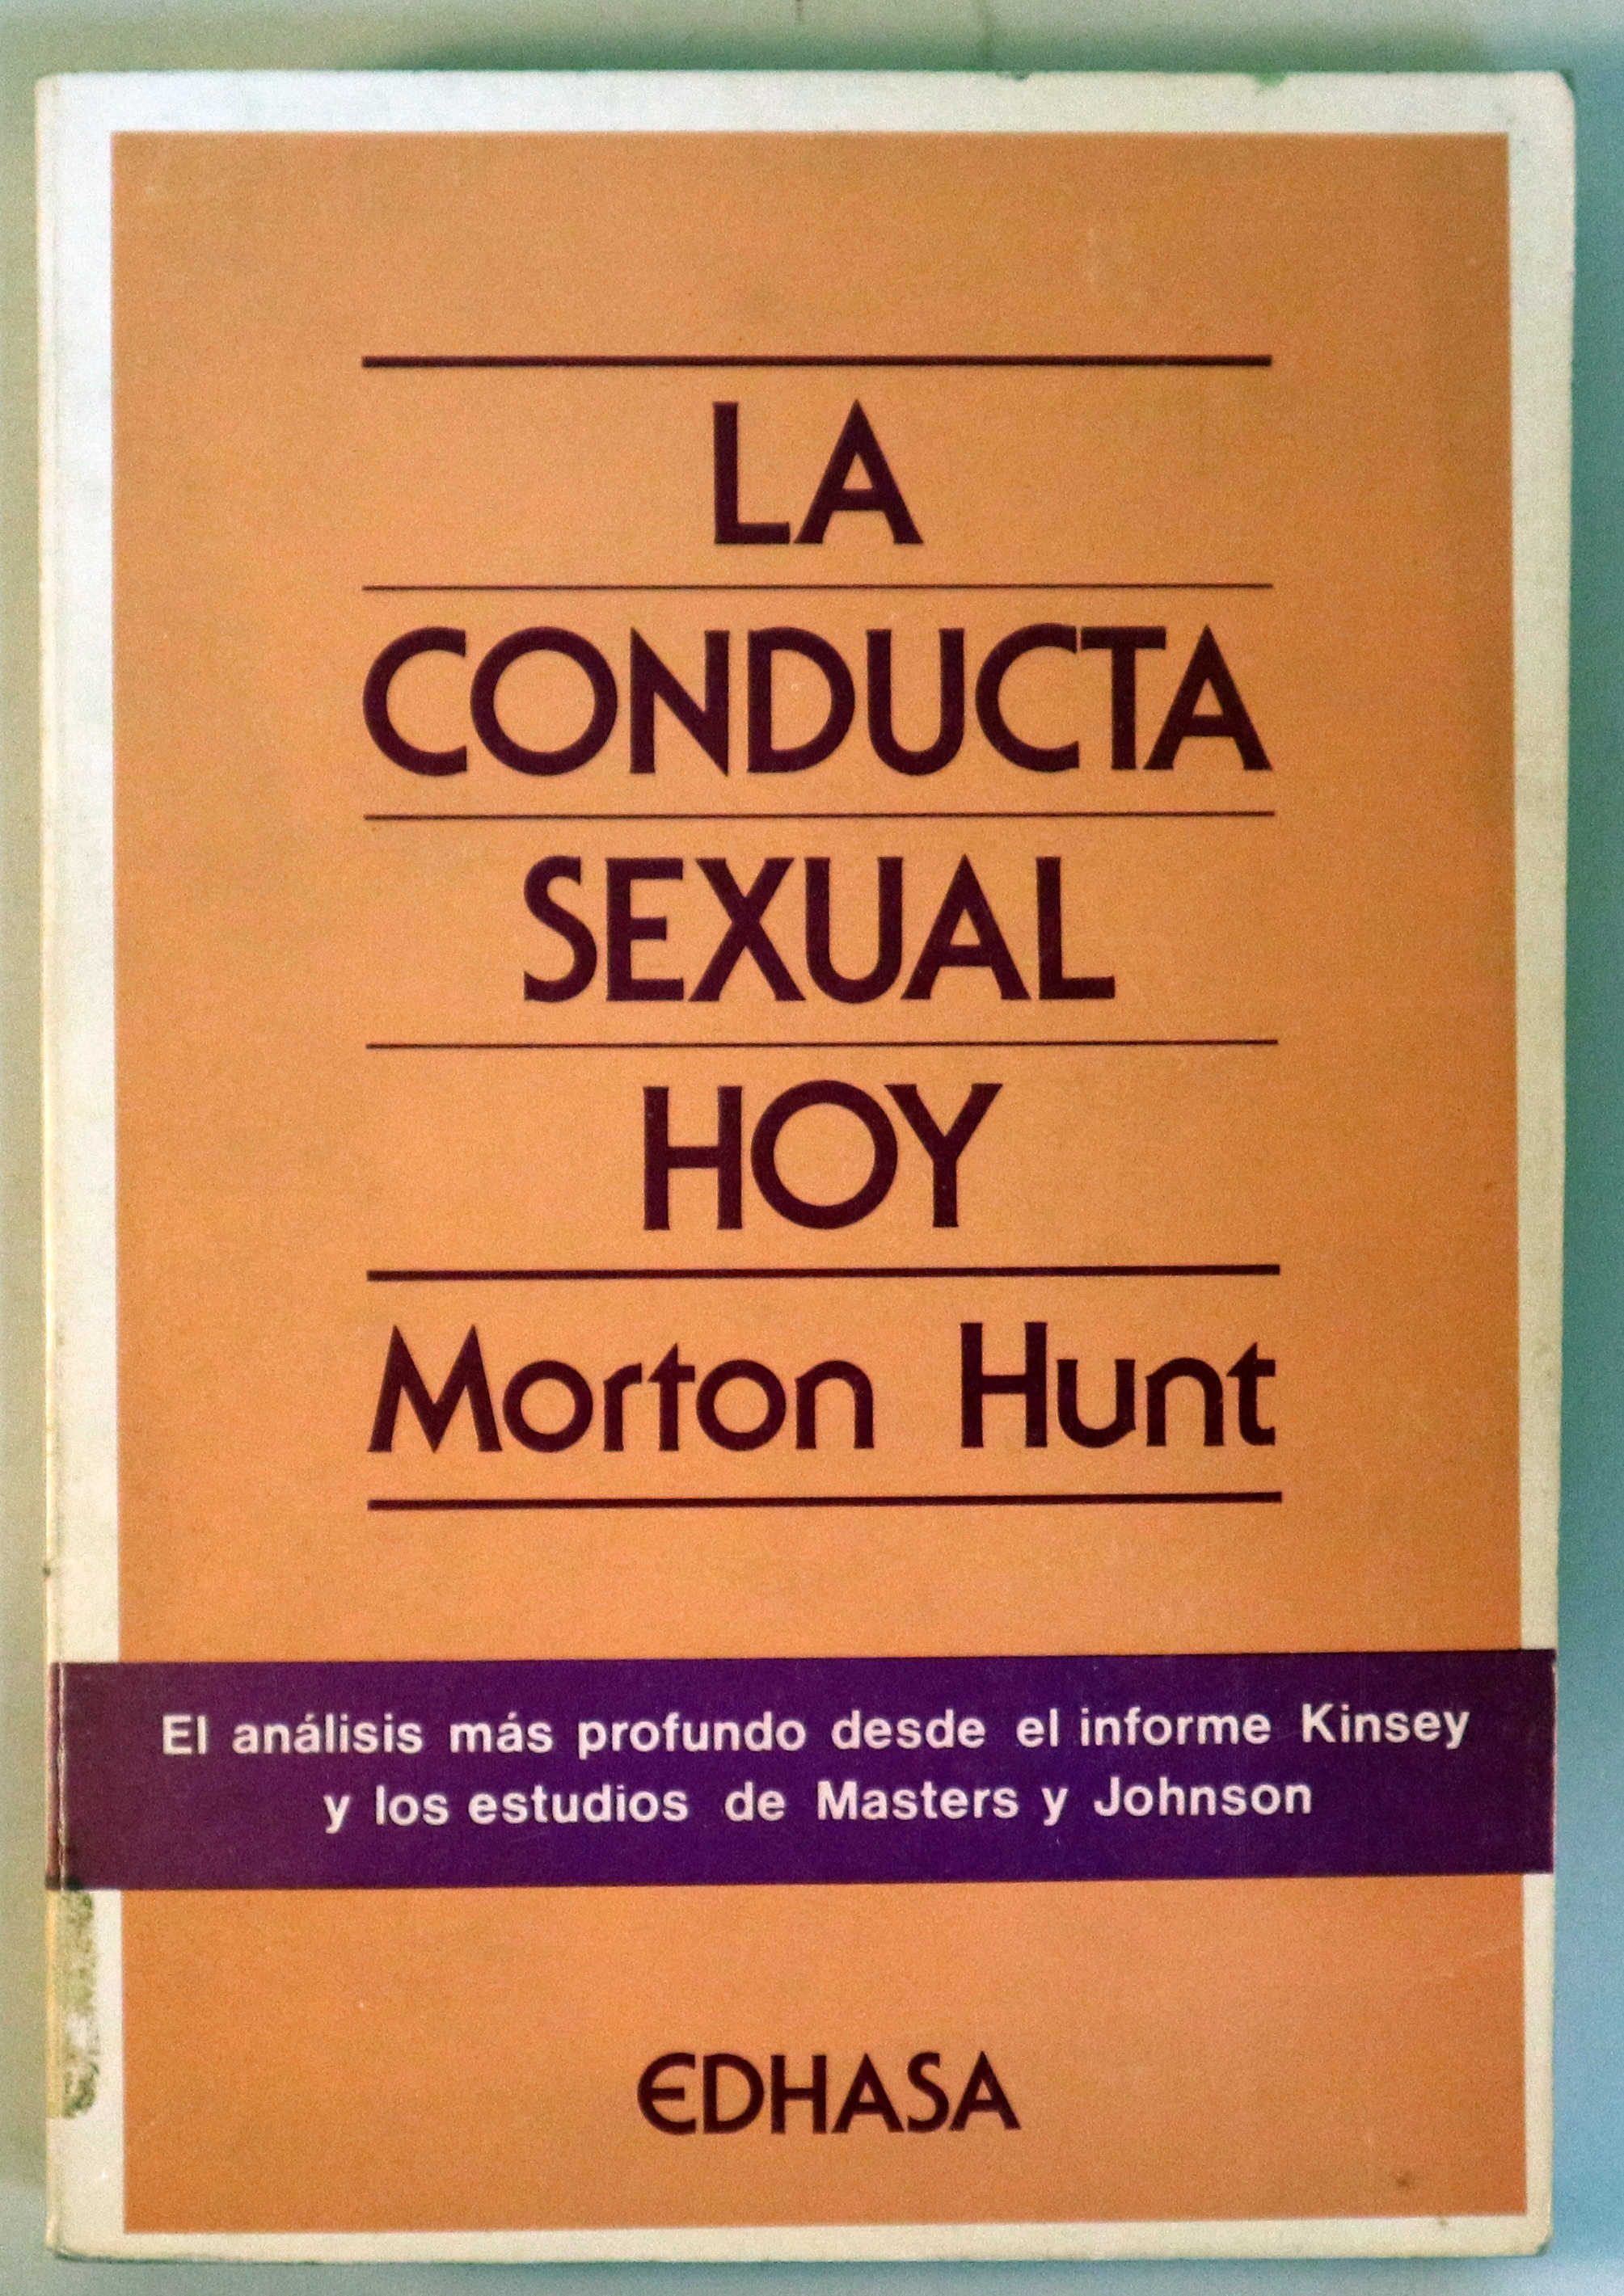 LA
CONDUCTA
SEXUAL
HOY
Morton Hunt
El análisis más profundo desde el informe Kinsey
y los estudios de Masters y Johnson
EDHASA